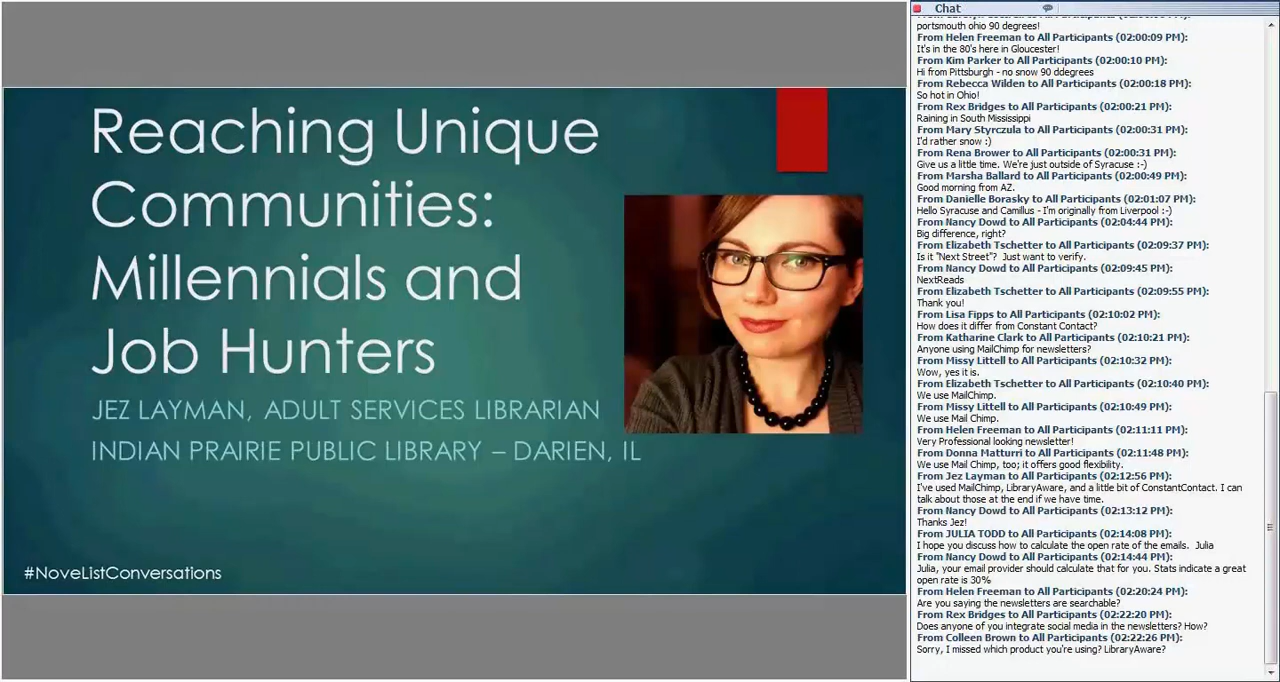 Reaching Unique
Communities:
Millennials and
Job Hunters
JEZ LAYMAN, ADULT SERVICES LIBRARIAN
INDIAN PRAIRIE PUBLIC LIBRARY – DARIEN, IL
#NoveListConversations
Chat
portsmouth ohio 90 degrees!
From Helen Freeman to All Participants (02:00:09 PM):
It's in the 80's here in Gloucester!
From Kim Parker to All Participants (02:00:10 PM):
Hi from Pittsburgh - no snow 90 ddegrees
From Rebecca Wilden to All Participants (02:00:18 PM):
So hot in Ohio!
From Rex Bridges to All Participants (02:00:21 PM):
Raining in South Mississippi
From Mary Styrczula to All Participants (02:00:31 PM):
I'd rather snow :)
From Rena Brower to All Participants (02:00:31 PM):
Give us a little time. We're just outside of Syracuse :-)
From Marsha Ballard to All Participants (02:00:49 PM):
Good morning from AZ.
From Danielle Borasky to All Participants (02:01:07 PM):
Hello Syracuse and Camillus - I'm originally from Liverpool :-)
From Nancy Dowd to All Participants (02:04:44 PM):
Big difference, right?
From Elizabeth Tschetter to All Participants (02:09:37 PM):
Is it "Next Street"? Just want to verify.
From Nancy Dowd to All Participants (02:09:45 PM):
NextReads
From Elizabeth Tschetter to All Participants (02:09:55 PM):
Thank you!
From Lisa Fipps to All Participants (02:10:02 PM):
How does it differ from Constant Contact?
From Katharine Clark to All Participants (02:10:21 PM):
Anyone using MailChimp for newsletters?
From Missy Littell to All Participants (02:10:32 PM):
Wow, yes it is.
From Elizabeth Tschetter to All Participants (02:10:40 PM):
We use MailChimp.
From Missy Littell to All Participants (02:10:49 PM):
We use Mail Chimp.
From Helen Freeman to All Participants (02:11:11 PM):
Very Professional looking newsletter!
From Donna Matturri to All Participants (02:11:48 PM):
We use Mail Chimp, too; it offers good flexibility.
From Jez Layman to All Participants (02:12:56 PM):
I've used MailChimp, LibraryAware, and a little bit of ConstantContact. I can
talk about those at the end if we have time.
From Nancy Dowd to All Participants (02:13:12 PM):
Thanks Jez!
From JULIA TODD to All Participants (02:14:08 PM):
I hope you discuss how to calculate the open rate of the emails. Julia
From Nancy Dowd to All Participants (02:14:44 PM):
Julia, your email provider should calculate that for you. Stats indicate a great
open rate is 30%
From Helen Freeman to All Participants (02:20:24 PM):
Are you saying the newsletters are searchable?
From Rex Bridges to All Participants (02:22:20 PM):
Does anyone of you integrate social media in the newsletters? How?
From Colleen Brown to All Participants (02:22:26 PM):
Sorry, I missed which product you're using? LibraryAware?